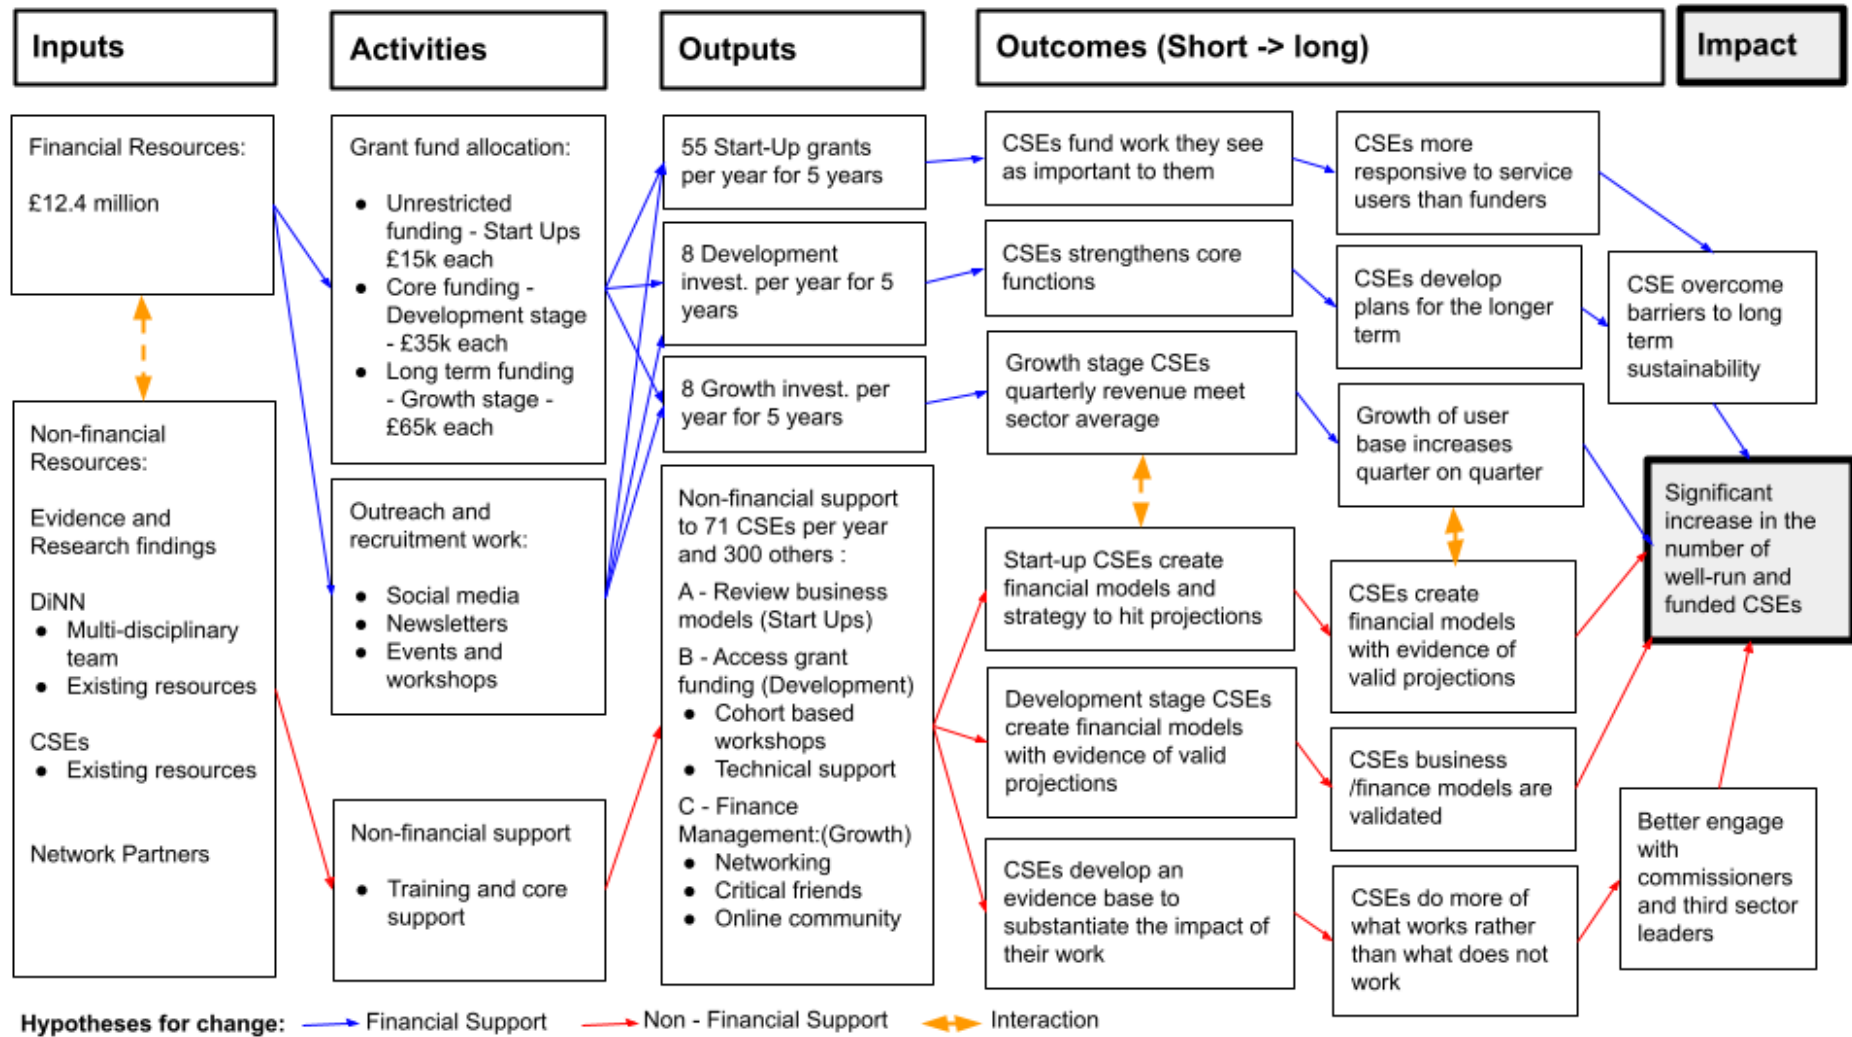 Inputs
Activities
Outputs
Outcomes (Short -> long)
Impact
Financial Resources:
£12.4 million
Non-financial
Resources:
Evidence and
Research findings
DiNN
● Multi-disciplinary
team
● Existing resources
CSEs
● Existing resources
Network Partners
Grant fund allocation:
● Unrestricted
funding - Start Ups
£15k each
● Core funding -
Development stage
- £35k each
● Long term funding
- Growth stage -
£65k each
Outreach and
recruitment work:
● Social media
● Newsletters
● Events and
workshops
Non-financial support
● Training and core
support
55 Start-Up grants
per year for 5 years
8 Development
invest. per year for 5
years
8 Growth invest. per
year for 5 years
Non-financial support
to 71 CSEs per year
and 300 others :
A - Review business
models (Start Ups)
B - Access grant
funding (Development)
● Cohort based
workshops
● Technical support
C - Finance
Management:(Growth)
● Networking
● Critical friends
● Online community
CSEs fund work they see
as important to them
CSEs strengthens core
functions
Growth stage CSEs
quarterly revenue meet
sector average
Start-up CSEs create
financial models and
strategy to hit projections
Development stage CSEs
create financial models
with evidence of valid
projections
CSEs develop an
evidence base to
substantiate the impact of
their work
CSEs more
responsive to service
users than funders
CSEs develop
plans for the longer
term
Growth of user
base increases
quarter on quarter
CSEs create
financial models
with evidence of
valid projections
CSEs business
/finance models are
validated
CSEs do more of
what works rather
than what does not
work
CSE overcome
barriers to long
term
sustainability
Significant
increase in the
number of
well-run and
funded CSEs
Better engage
with
commissioners
and third sector
leaders
Hypotheses for change:
Financial Support
Non - Financial Support
Interaction